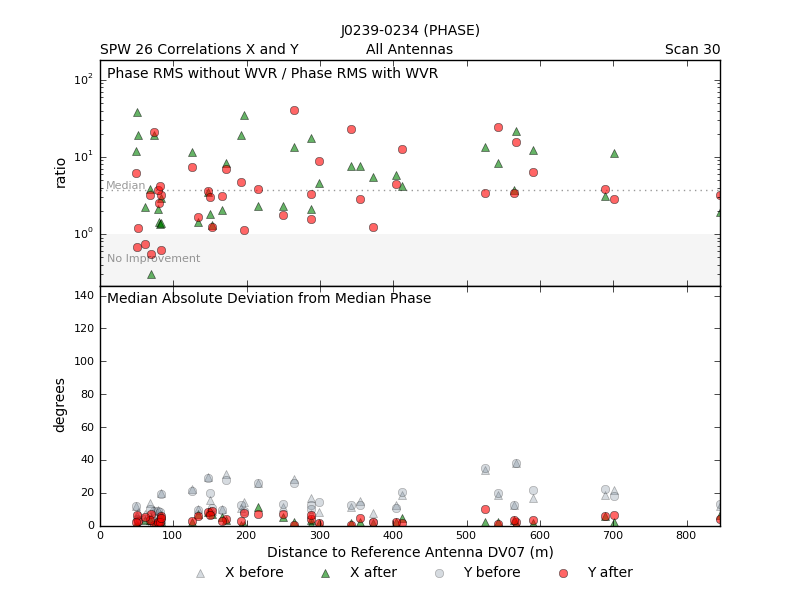 J0239-0234 (PHASE)
SPW 26 Correlations X and Y All Antennas Scan 30
Phase RMS without WVR / Phase RMS with WVR
10²
10¹
10⁰
ratio
Median
No Improvement
Median Absolute Deviation from Median Phase
140
120
100
80
60
40
20
0
degrees
0 100 200 300 400 500 600 700 800
Distance to Reference Antenna DV07 (m)
X before X after Y before Y after